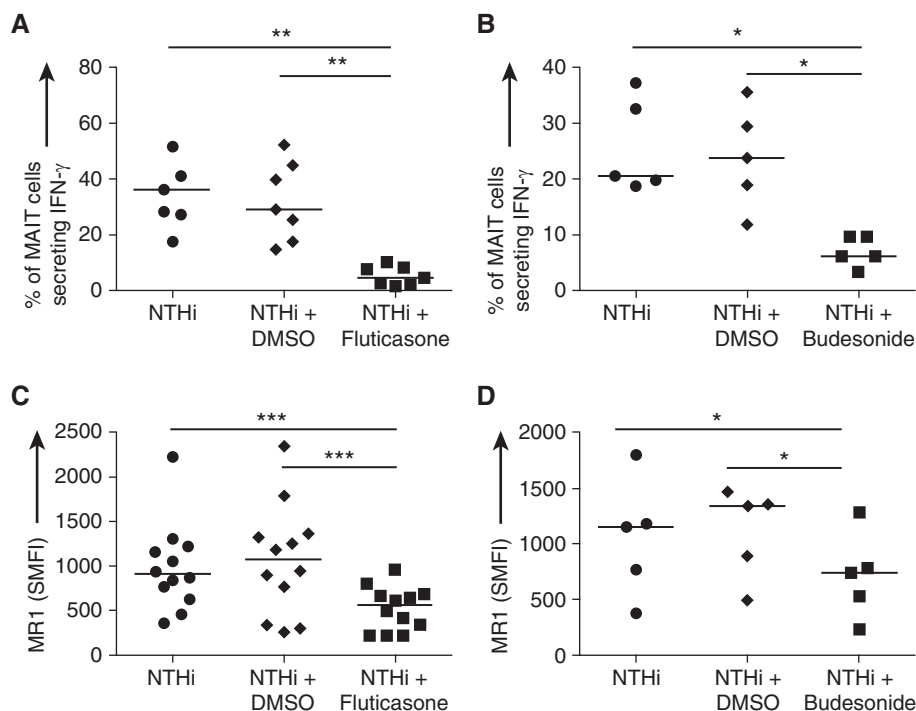 A
**
**
80
60
40
20
0
% of MAIT cells
secreting IFN-γ
NTHi
NTHi +
DMSO
NTHi +
Fluticasone
B
*
*
40
30
20
10
0
% of MAIT cells
secreting IFN-γ
NTHi
NTHi +
DMSO
NTHi +
Budesonide
C
***
***
2500
2000
1500
1000
500
0
MR1 (SMFI)
NTHi
NTHi +
DMSO
NTHi +
Fluticasone
D
*
*
2000
1500
1000
500
0
MR1 (SMFI)
NTHi
NTHi +
DMSO
NTHi +
Budesonide